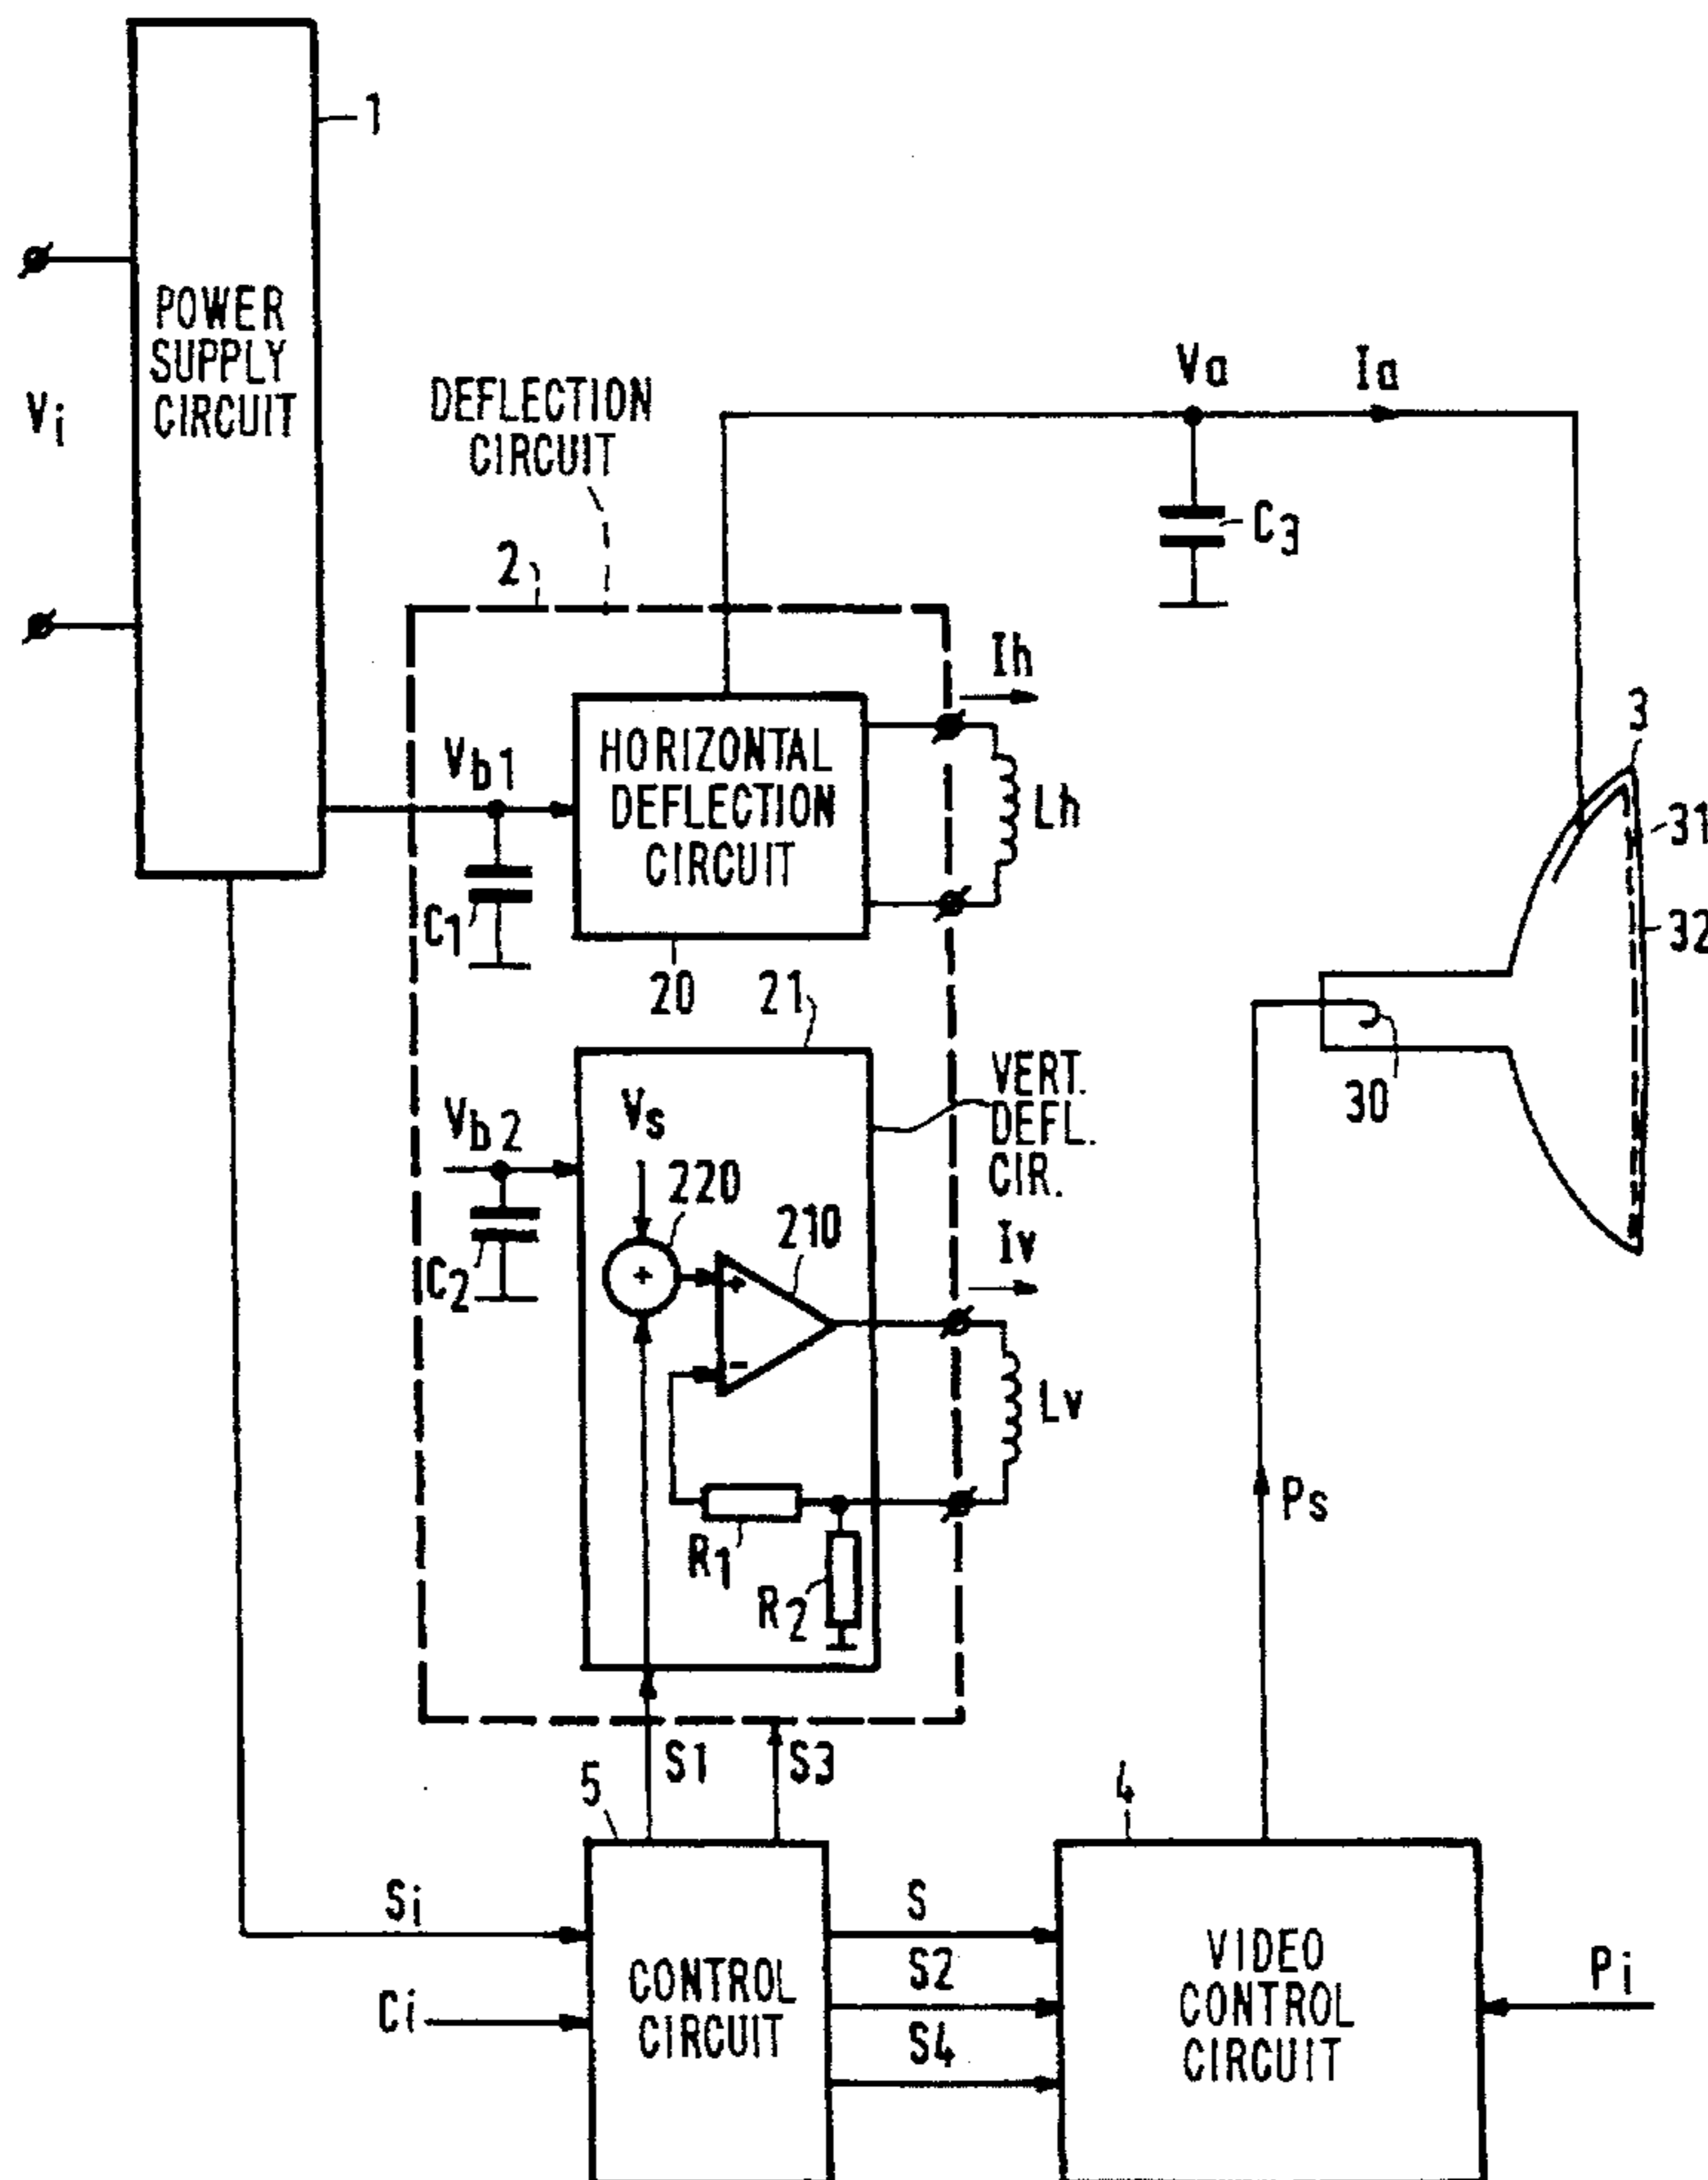 1
POWER
SUPPLY
CIRCUIT
Vi
DEFLECTION
CIRCUIT
2
Va
Ia
C3
Ih
Vb1
HORIZONTAL
DEFLECTION
CIRCUIT
Lh
C1
20
21
3
31
32
30
Vb2
Vs
220
210
VERT.
DEFL.
CIR.
C2
+
+
-
Iv
Lv
R1
R2
Ps
S1
S3
5
4
Si
Ci
CONTROL
CIRCUIT
S
S2
S4
VIDEO
CONTROL
CIRCUIT
Pi